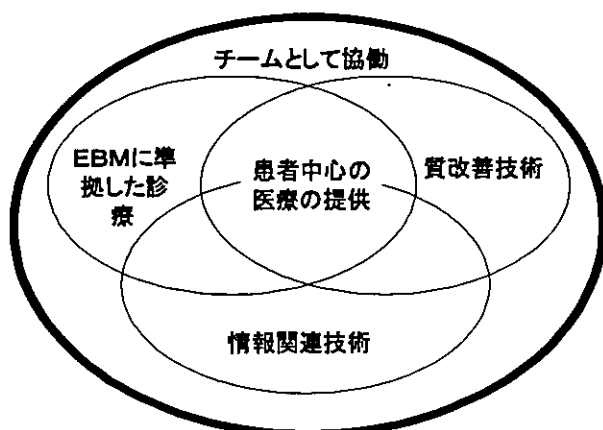 チームとして協働
EBMに準
拠した診
療
患者中心の
医療の提供
質改善技術
情報関連技術